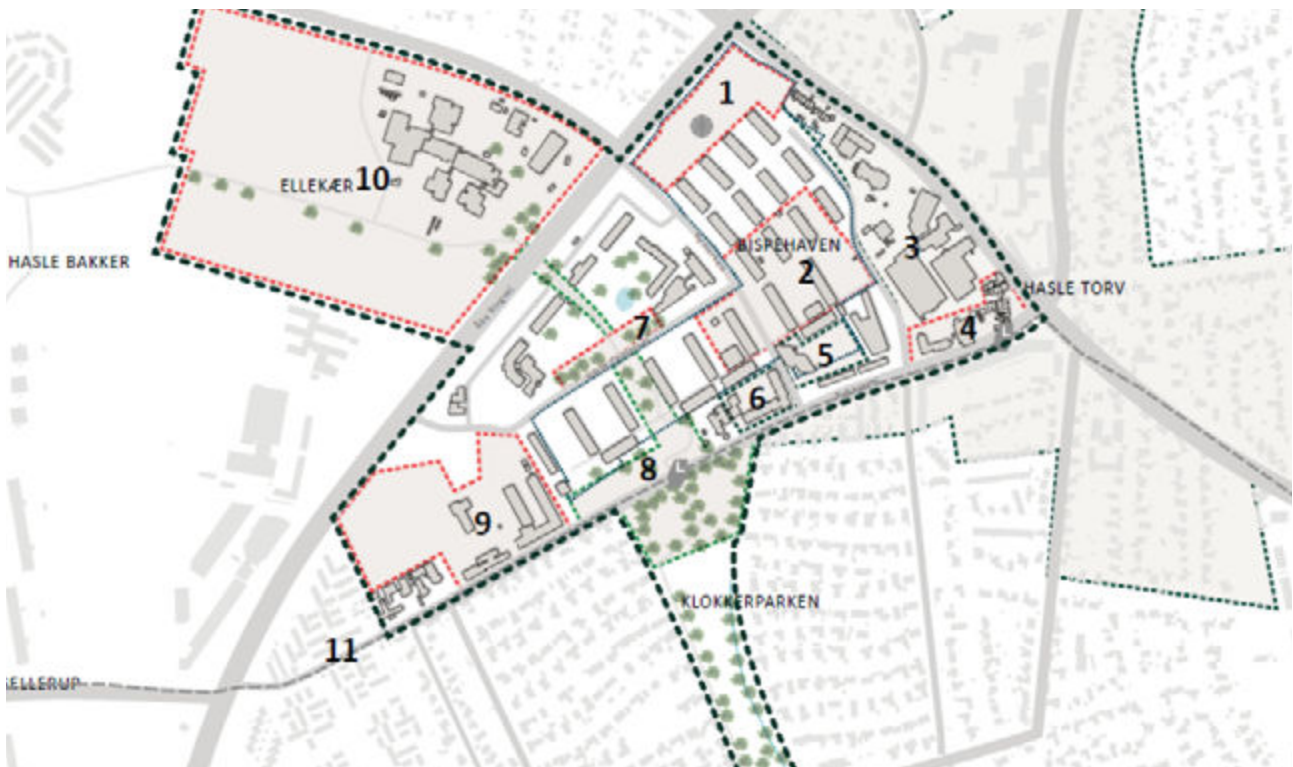 1
ELLEKÆR 10
HASLE BAKKER
BISPEHAVEN
2
3
HASLE TORV
4
7
5
6
8
9
KLOKKERPARKEN
11
ELLERUP